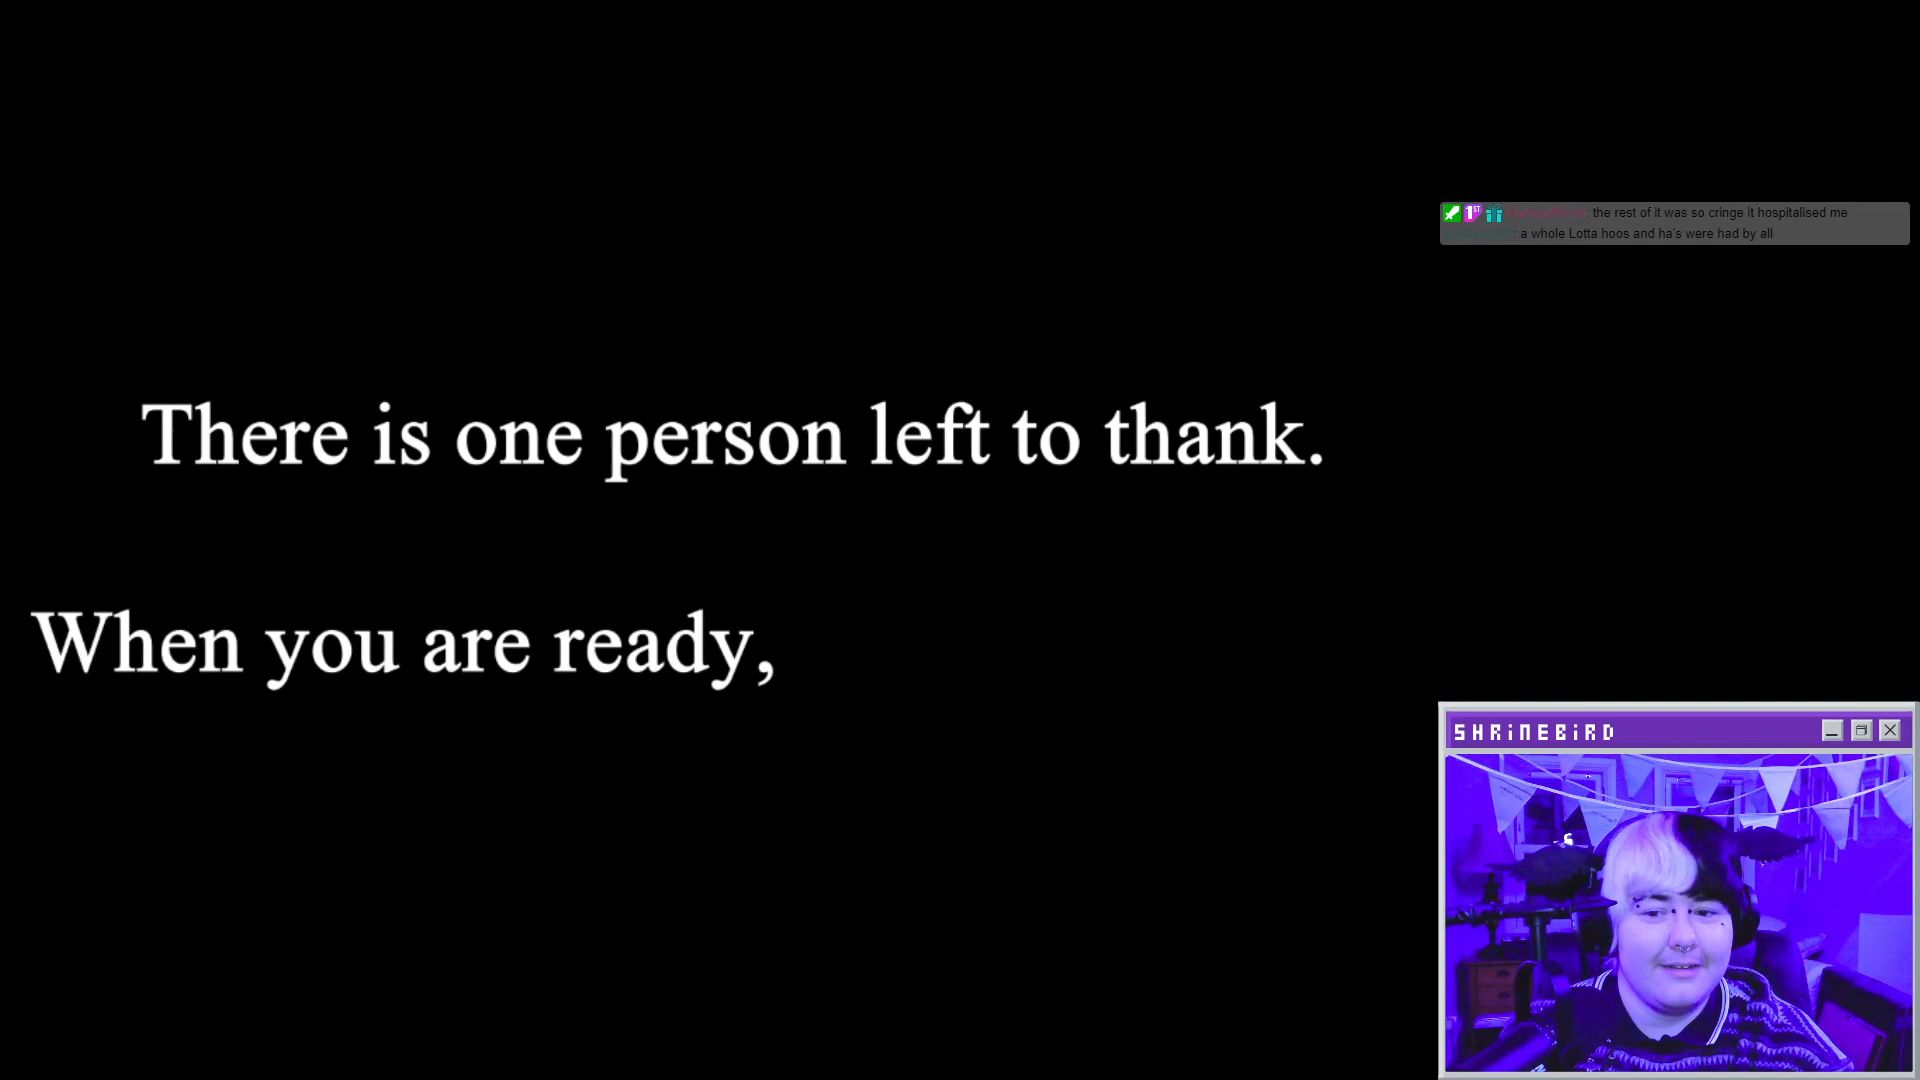 There is one person left to thank.
When you are ready,
1ST : the rest of it was so cringe it hospitalised me
: a whole Lotta hoos and ha's were had by all
SHRiNEBiRD